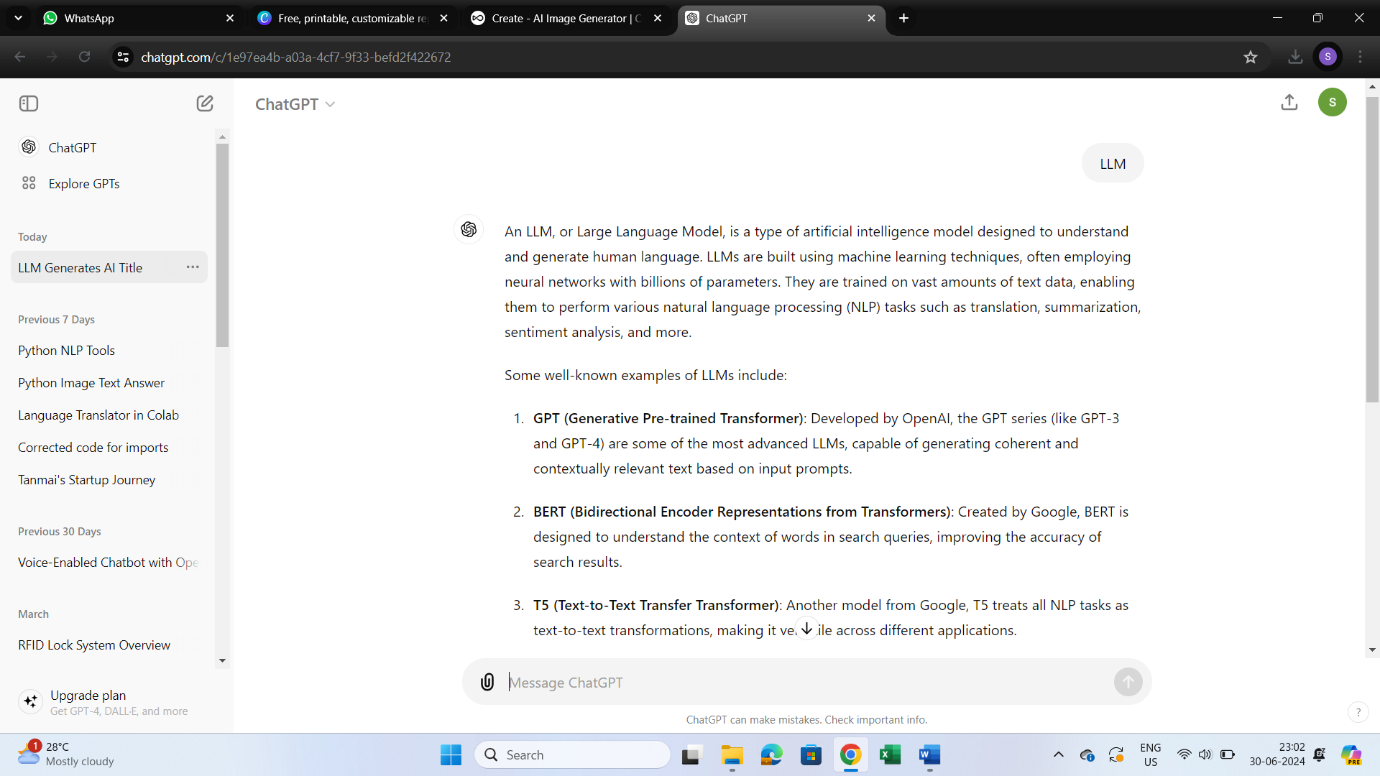 WhatsApp
Free, printable, customizable re
Create - AI Image Generator | C
ChatGPT
chatgpt.com/c/1e97ea4b-a03a-4cf7-9f33-befd2f422672
S
ChatGPT
S
ChatGPT
Explore GPTs
Today
LLM Generates AI Title
Previous 7 Days
Python NLP Tools
Python Image Text Answer
Language Translator in Colab
Corrected code for imports
Tanmai's Startup Journey
Previous 30 Days
Voice-Enabled Chatbot with Ope
March
RFID Lock System Overview
Upgrade plan
Get GPT-4, DALL·E, and more
LLM
An LLM, or Large Language Model, is a type of artificial intelligence model designed to understand
and generate human language. LLMs are built using machine learning techniques, often employing
neural networks with billions of parameters. They are trained on vast amounts of text data, enabling
them to perform various natural language processing (NLP) tasks such as translation, summarization,
sentiment analysis, and more.
Some well-known examples of LLMs include:
1. GPT (Generative Pre-trained Transformer): Developed by OpenAI, the GPT series (like GPT-3
and GPT-4) are some of the most advanced LLMs, capable of generating coherent and
contextually relevant text based on input prompts.
2. BERT (Bidirectional Encoder Representations from Transformers): Created by Google, BERT is
designed to understand the context of words in search queries, improving the accuracy of
search results.
3. T5 (Text-to-Text Transfer Transformer): Another model from Google, T5 treats all NLP tasks as
text-to-text transformations, making it across different applications.
Message ChatGPT
ChatGPT can make mistakes. Check important info.
?
1
28°C
Mostly cloudy
Search
ENG
US
23:02
30-06-2024
PRE